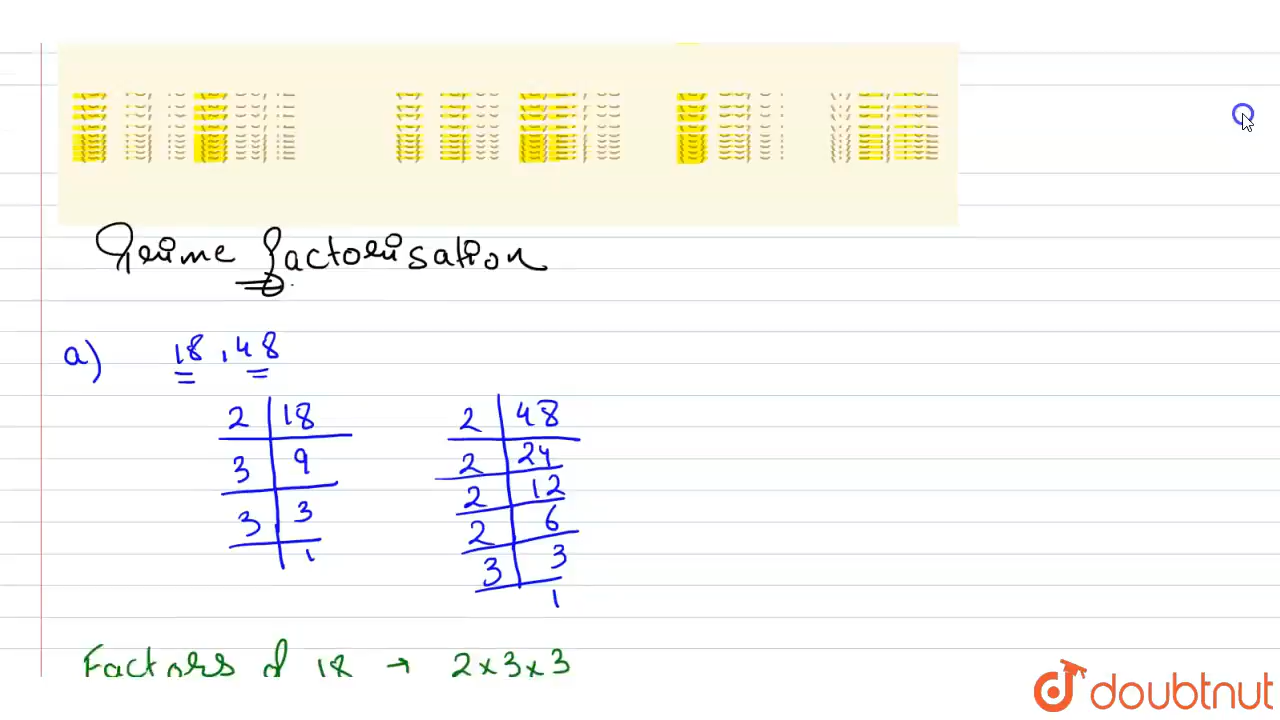 Prime factorisation
a) 18, 48
2 | 18
3 | 9
3 | 3
1
2 | 48
2 | 24
2 | 12
2 | 6
3 | 3
1
Factors of 18 → 2×3×3
doubtnut